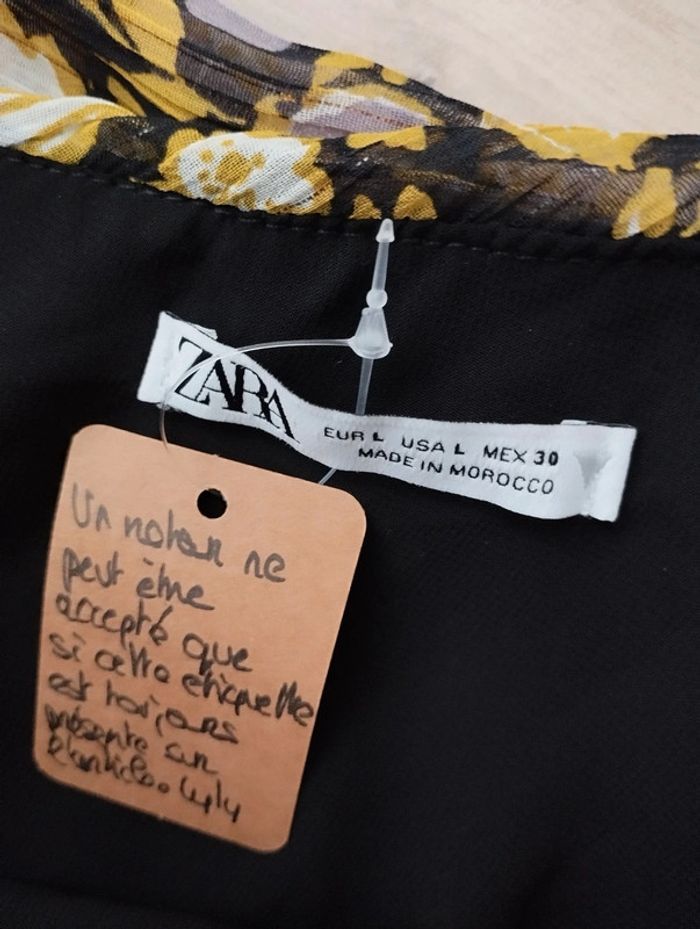 ZARA
EUR L USA L MEX 30
MADE IN MOROCCO
Un retour ne
peut être
accepté que
si cette étiquette
est toujours
présente sur
l'article. Lyly